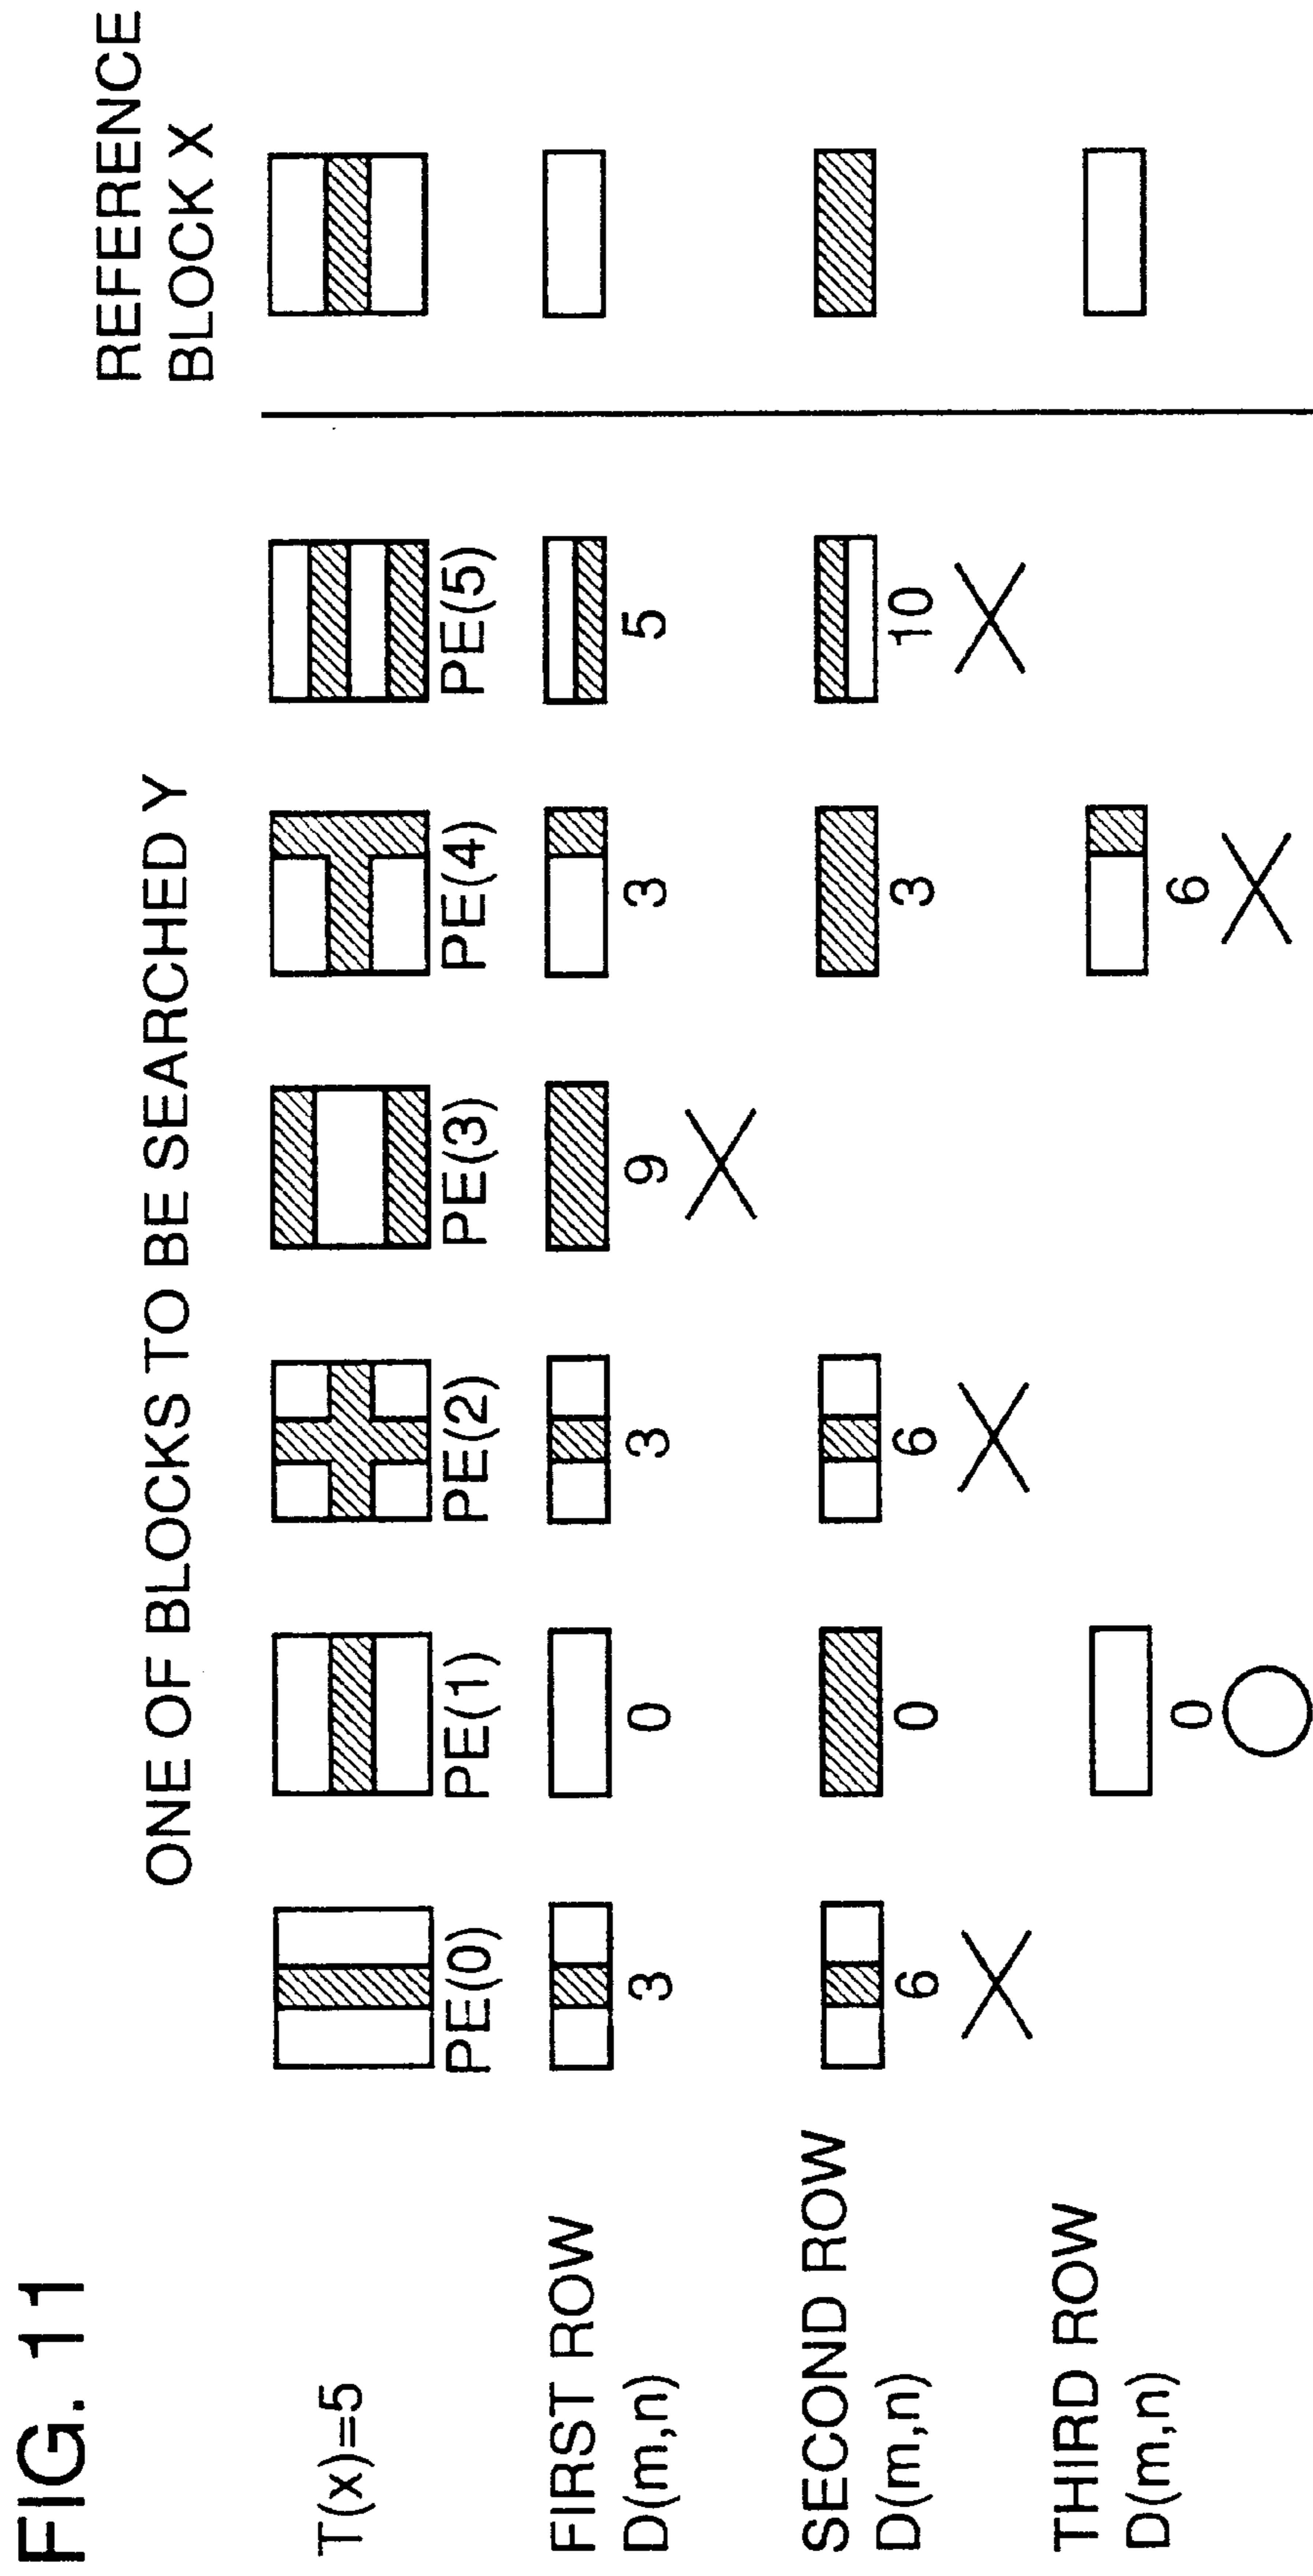 FIG. 11
ONE OF BLOCKS TO BE SEARCHED Y
REFERENCE
BLOCK X
T(x)=5
PE(0) PE(1) PE(2) PE(3) PE(4) PE(5)
FIRST ROW
D(m,n)
3 0 3 9 3 5
SECOND ROW
D(m,n)
6 0 6 3 10
THIRD ROW
D(m,n)
0 6